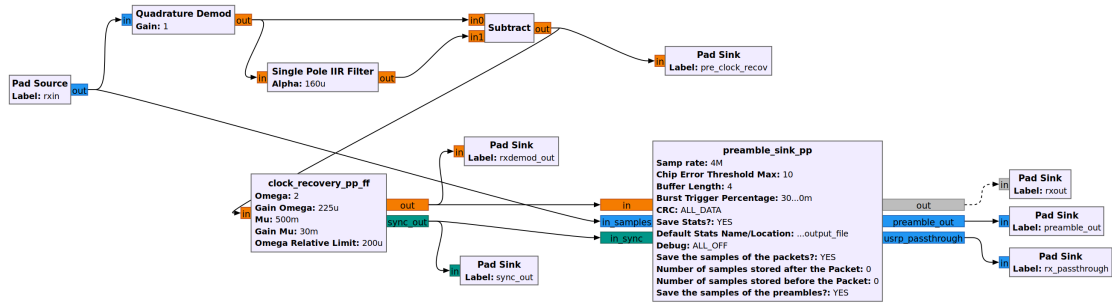 Quadrature Demod
Gain: 1
in
out
in0
in1
Subtract
out
Pad Sink
Label: pre_clock_recov
in
Single Pole IIR Filter
Alpha: 160u
in
out
Pad Source
Label: rxin
out
Pad Sink
Label: rxdemod_out
in
clock_recovery_pp_ff
Omega: 2
Gain Omega: 225u
Mu: 500m
Gain Mu: 30m
Omega Relative Limit: 200u
in
out
sync_out
Pad Sink
Label: sync_out
in
preamble_sink_pp
Samp rate: 4M
Chip Error Threshold Max: 10
Buffer Length: 4
Burst Trigger Percentage: 30...0m
CRC: ALL_DATA
Save Stats?: YES
Default Stats Name/Location: ...output_file
Debug: ALL_OFF
Save the samples of the packets?: YES
Number of samples stored after the Packet: 0
Number of samples stored before the Packet: 0
Save the samples of the preambles?: YES
in
in_samples
in_sync
out
preamble_out
usrp_passthrough
Pad Sink
Label: rxout
in
Pad Sink
Label: preamble_out
in
Pad Sink
Label: rx_passthrough
in